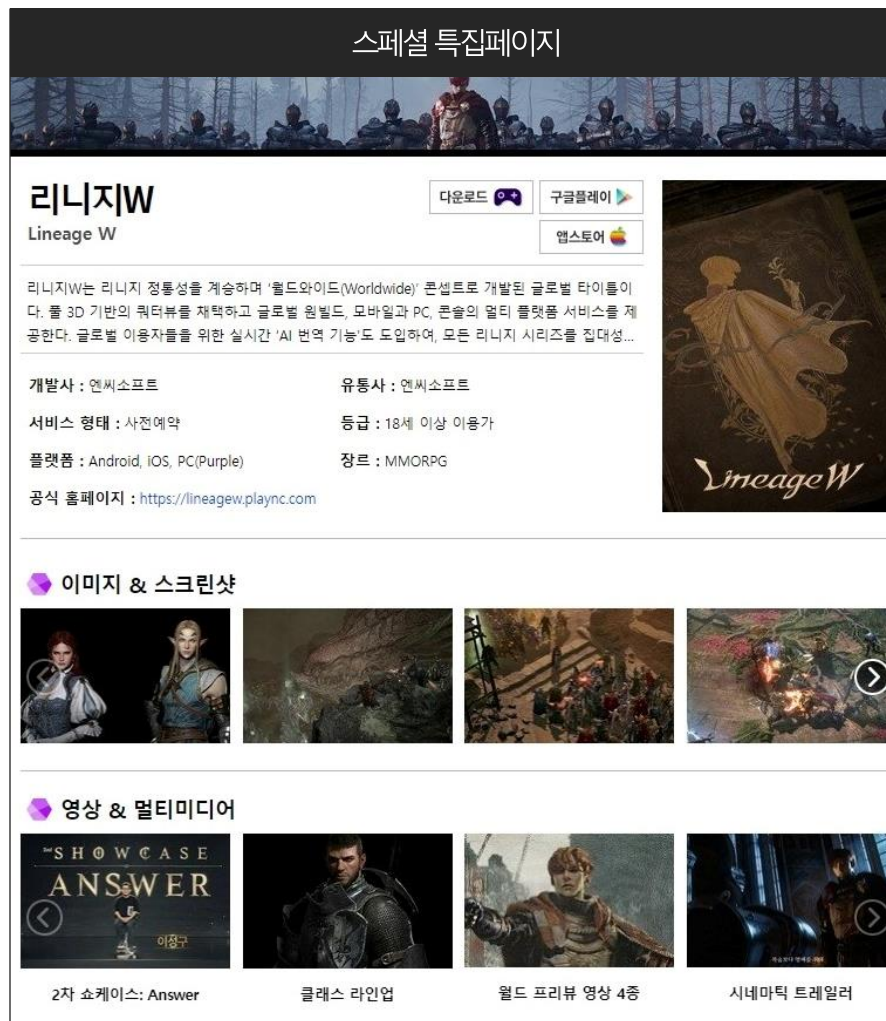 스페셜 특집페이지
리니지W
Lineage W
다운로드
구글플레이
앱스토어
리니지W는 리니지 정통성을 계승하며 ‘월드와이드(Worldwide)’ 콘셉트로 개발된 글로벌 타이틀이
다. 풀 3D 기반의 쿼터뷰를 채택하고 글로벌 원빌드, 모바일과 PC, 콘솔의 멀티 플랫폼 서비스를 제
공한다. 글로벌 이용자들을 위한 실시간 ‘AI 번역 기능’도 도입하여, 모든 리니지 시리즈를 집대성...
개발사 : 엔씨소프트
유통사 : 엔씨소프트
서비스 형태 : 사전예약
등급 : 18세 이상 이용가
플랫폼 : Android, iOS, PC(Purple)
장르 : MMORPG
공식 홈페이지 : https://lineagew.plaync.com
Lineage W
이미지 & 스크린샷
영상 & 멀티미디어
2nd SHOWCASE
ANSWER
이성구
2차 쇼케이스: Answer
클래스 라인업
월드 프리뷰 영상 4종
시네마틱 트레일러